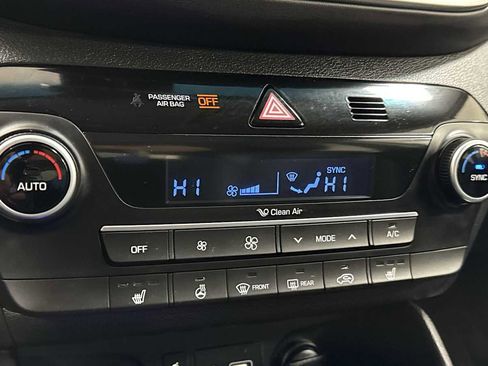 PASSENGER
AIR BAG OFF
SYNC
HI HI
AUTO
SYNC
Clean Air
OFF MODE A/C
FRONT REAR